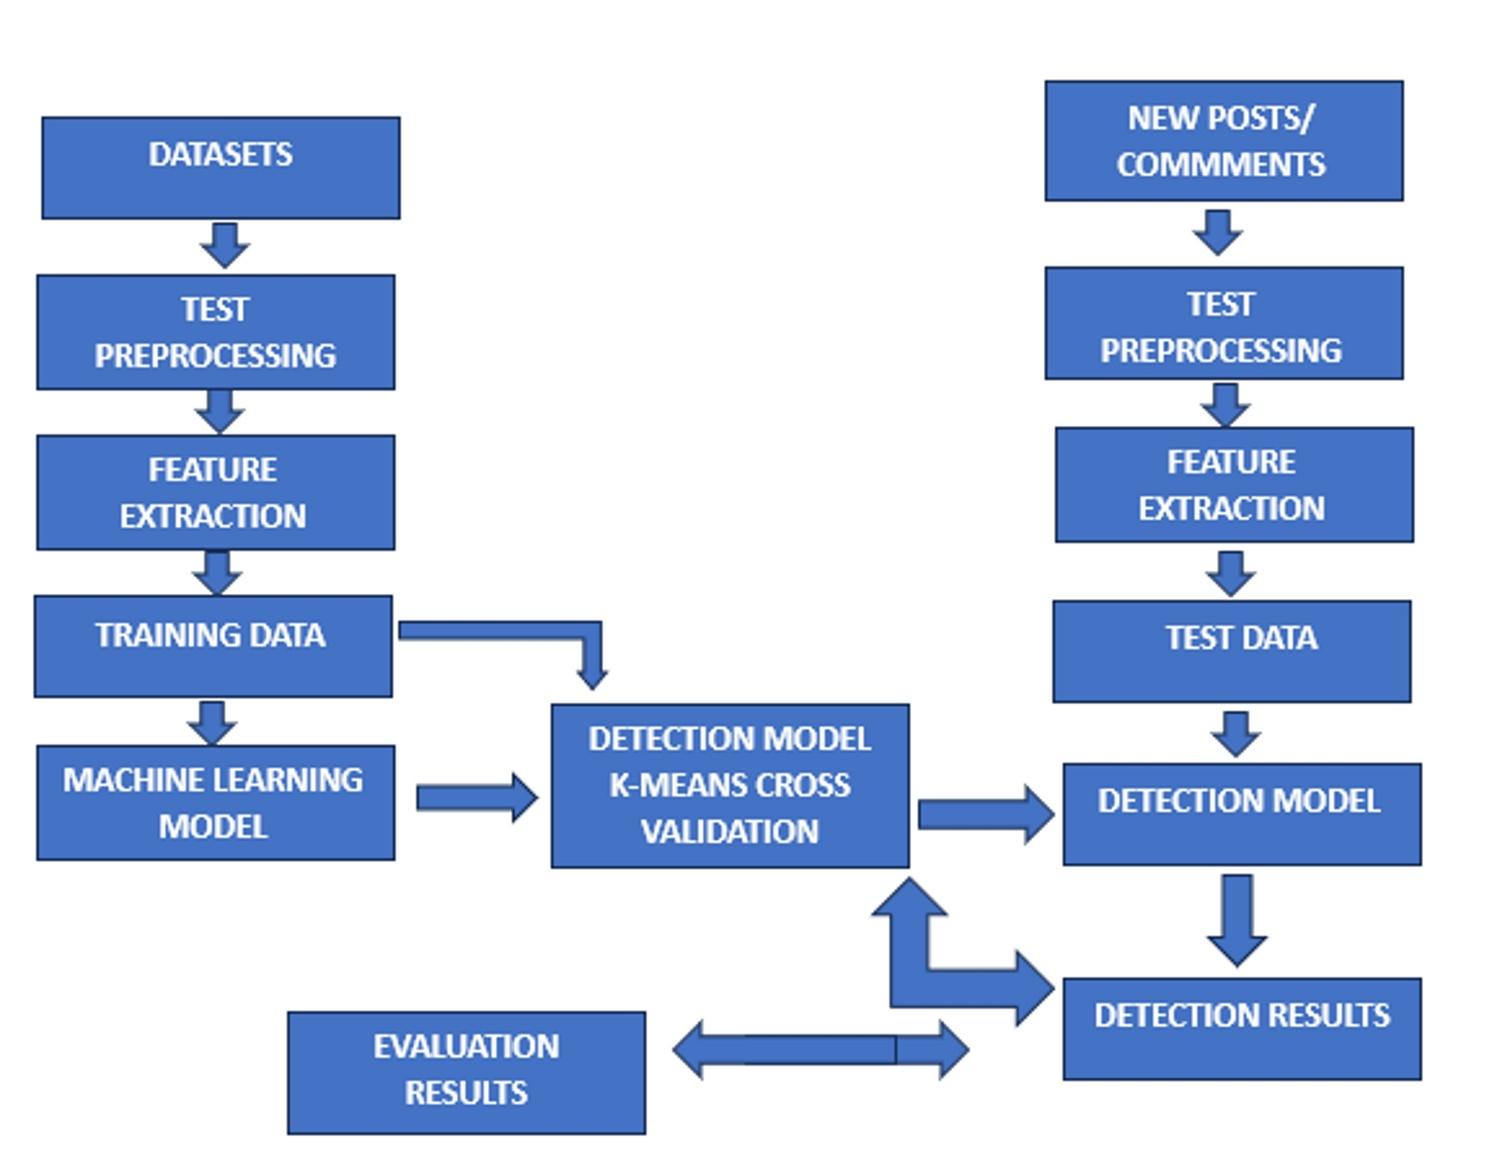 DATASETS
TEST
PREPROCESSING
FEATURE
EXTRACTION
TRAINING DATA
MACHINE LEARNING
MODEL
DETECTION MODEL
K-MEANS CROSS
VALIDATION
EVALUATION
RESULTS
NEW POSTS/
COMMMENTS
TEST
PREPROCESSING
FEATURE
EXTRACTION
TEST DATA
DETECTION MODEL
DETECTION RESULTS